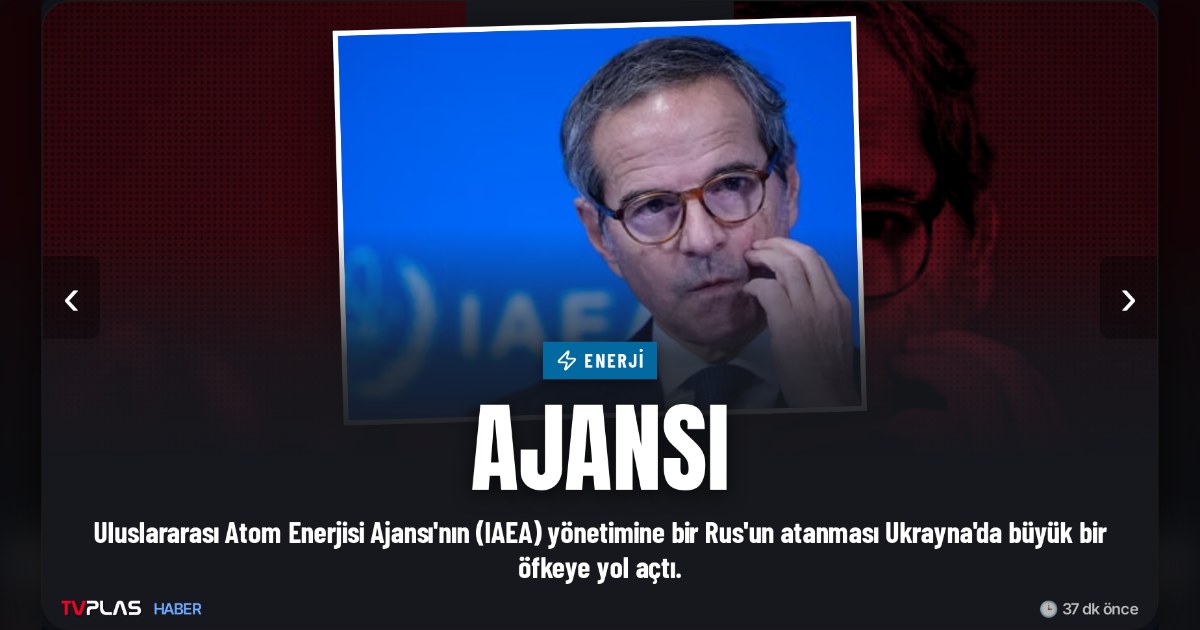 IAEA
ENERJİ
AJANSI
Uluslararası Atom Enerjisi Ajansı'nın (IAEA) yönetimine bir Rus'un atanması Ukrayna'da büyük bir
öfkeye yol açtı.
TVPLAS HABER
37 dk önce